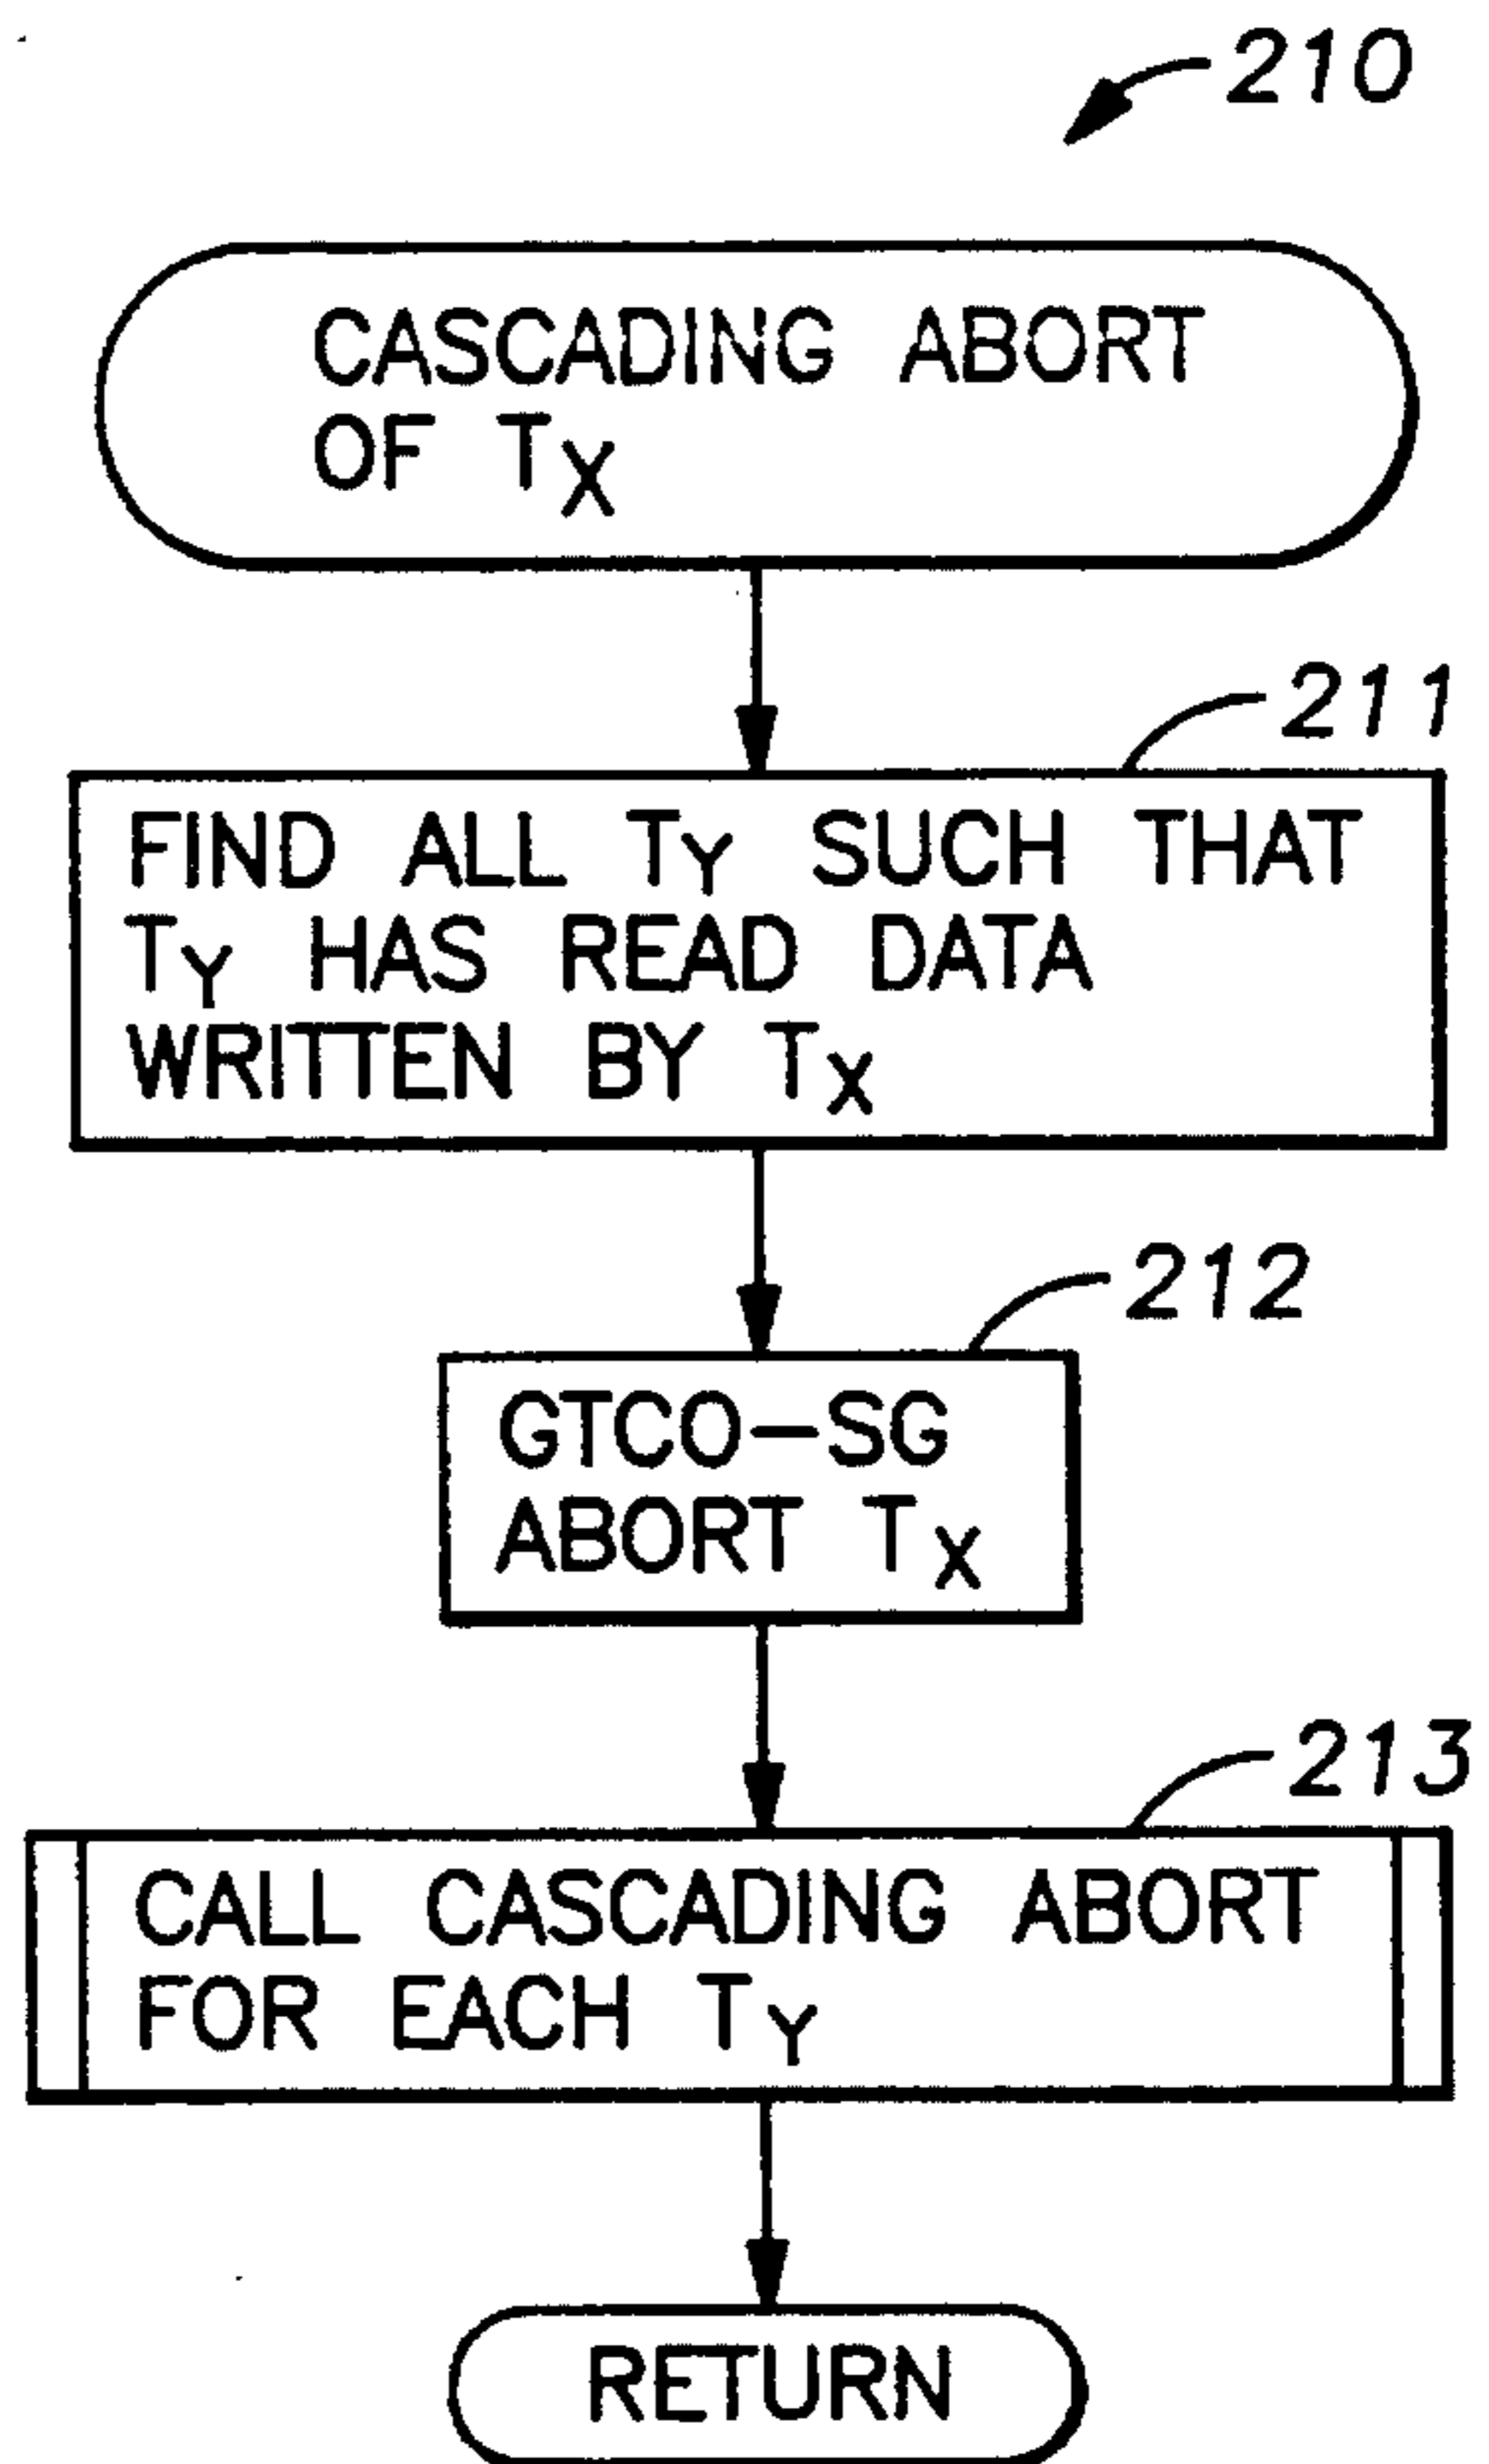 210
CASCADING ABORT
OF TX
211
FIND ALL TY SUCH THAT
TY HAS READ DATA
WRITTEN BY TX
212
GTCO-SG
ABORT TX
213
CALL CASCADING ABORT
FOR EACH TY
RETURN